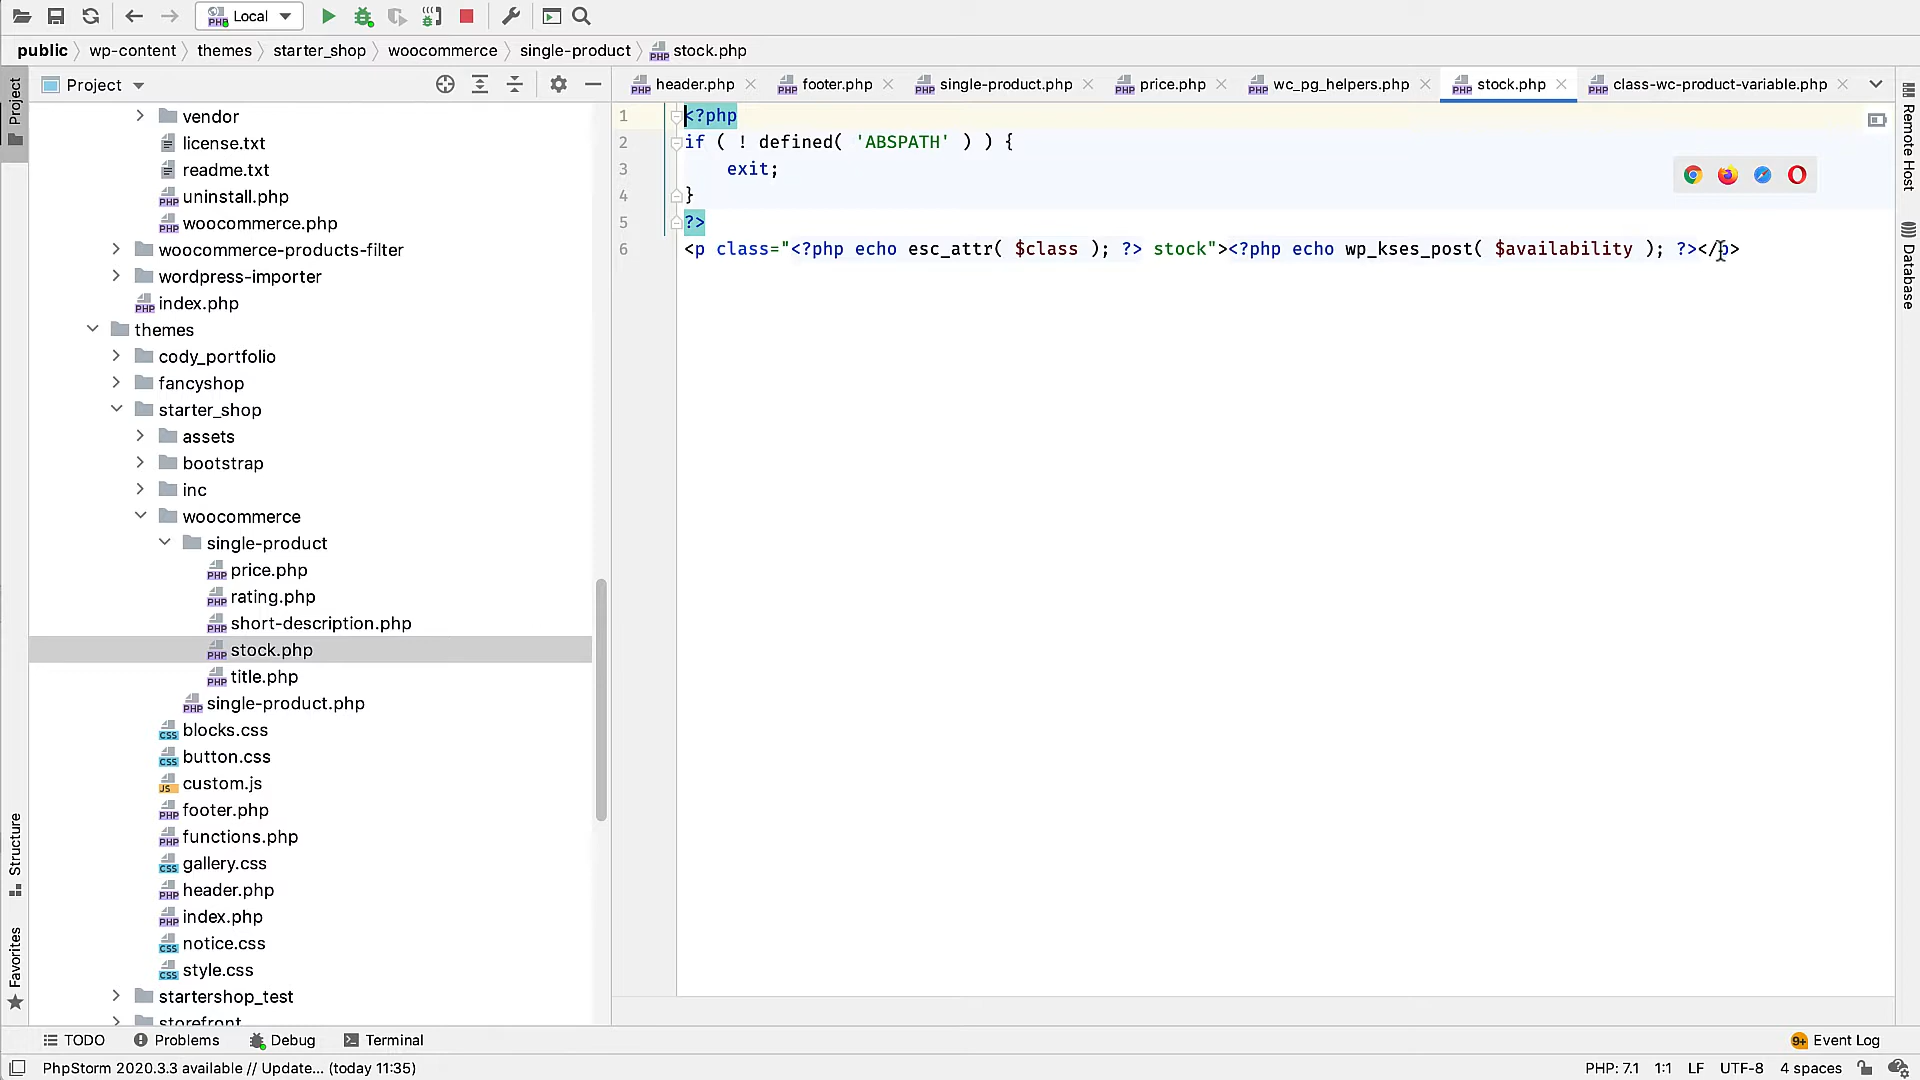 Local
public
wp-content
themes
starter_shop
woocommerce
single-product
stock.php
Project
Project
header.php
footer.php
single-product.php
price.php
wc_pg_helpers.php
stock.php
class-wc-product-variable.php
vendor
license.txt
readme.txt
uninstall.php
woocommerce.php
woocommerce-products-filter
wordpress-importer
index.php
themes
cody_portfolio
fancyshop
starter_shop
assets
bootstrap
inc
woocommerce
single-product
price.php
rating.php
short-description.php
stock.php
title.php
single-product.php
blocks.css
button.css
custom.js
footer.php
functions.php
gallery.css
header.php
index.php
notice.css
style.css
startershop_test
storefront
1 <?php
2 if ( ! defined( 'ABSPATH' ) ) {
3 exit;
4 }
5 ?>
6 <p class="<?php echo esc_attr( $class ); ?> stock"><?php echo wp_kses_post( $availability ); ?></p>
Remote Host
Database
Structure
Favorites
TODO
Problems
Debug
Terminal
9+ Event Log
PhpStorm 2020.3.3 available // Update... (today 11:35)
PHP: 7.1
1:1
LF
UTF-8
4 spaces